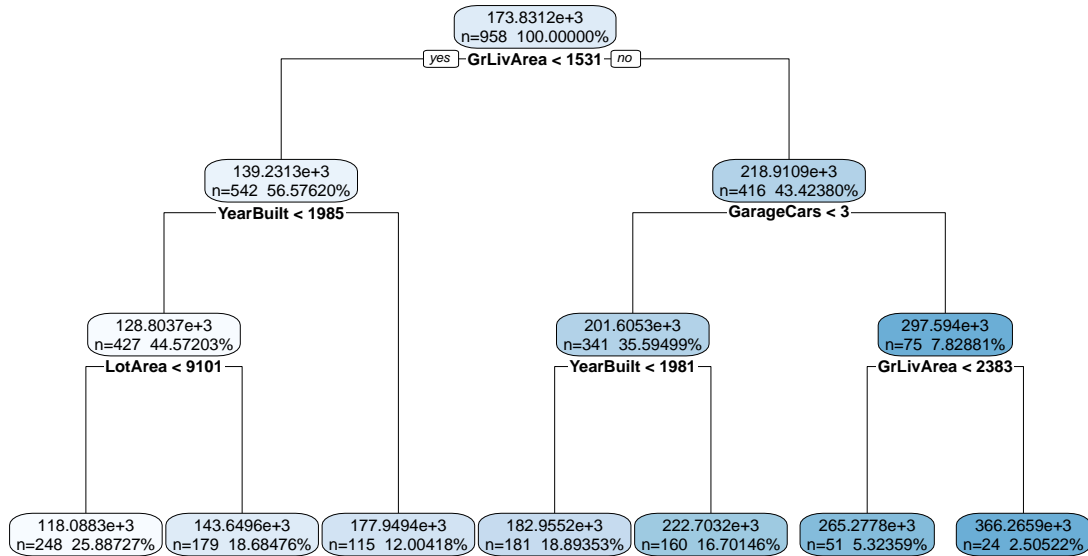 173.8312e+3
n=958 100.00000%
yes GrLivArea < 1531 no
139.2313e+3
n=542 56.57620%
YearBuilt < 1985
218.9109e+3
n=416 43.42380%
GarageCars < 3
128.8037e+3
n=427 44.57203%
LotArea < 9101
201.6053e+3
n=341 35.59499%
YearBuilt < 1981
297.594e+3
n=75 7.82881%
GrLivArea < 2383
118.0883e+3
n=248 25.88727%
143.6496e+3
n=179 18.68476%
177.9494e+3
n=115 12.00418%
182.9552e+3
n=181 18.89353%
222.7032e+3
n=160 16.70146%
265.2778e+3
n=51 5.32359%
366.2659e+3
n=24 2.50522%